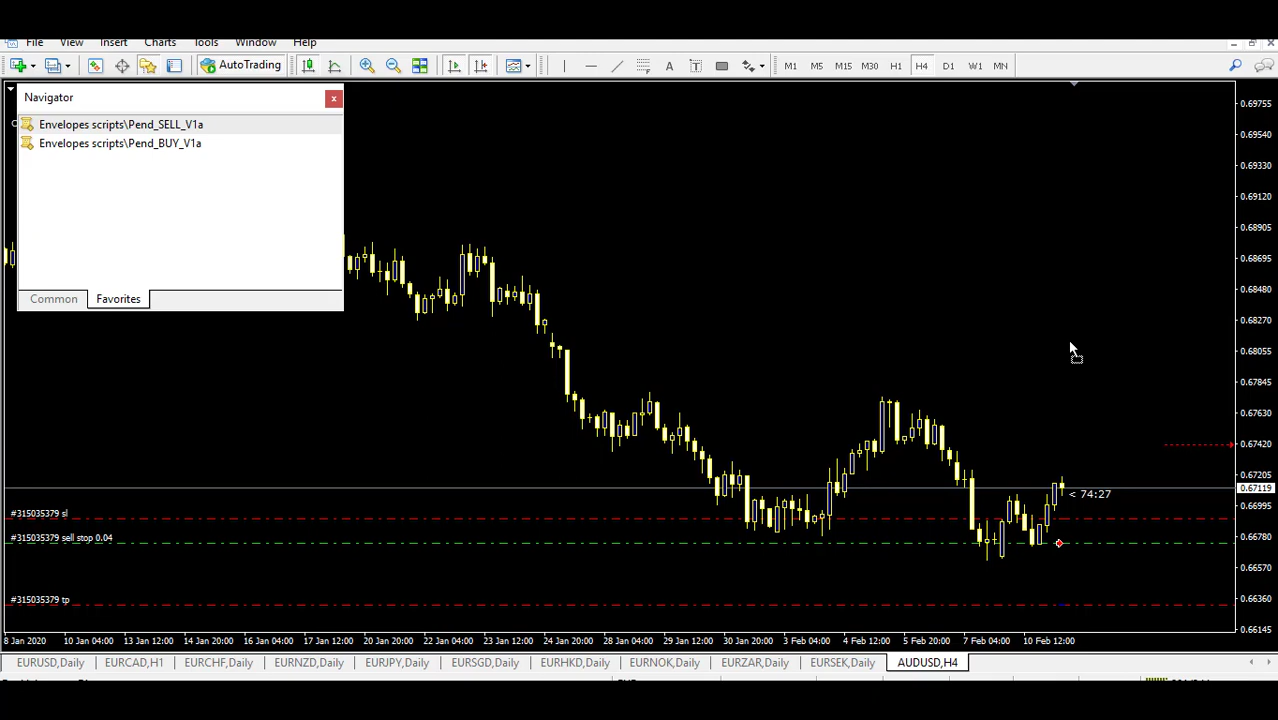 File View Insert Charts Tools Window Help
AutoTrading A M1 M5 M15 M30 H1 H4 D1 W1 MN
Navigator x
Envelopes scripts\Pend_SELL_V1a
Envelopes scripts\Pend_BUY_V1a
Common Favorites
0.69755
0.69540
0.69330
0.69120
0.68905
0.68695
0.68480
0.68270
0.68055
0.67845
0.67630
0.67420
0.67205
0.67119
< 74:27
0.66995
#315035379 sl
#315035379 sell stop 0.04
0.66780
0.66570
#315035379 tp
0.66360
0.66145
8 Jan 2020 10 Jan 04:00 13 Jan 12:00 14 Jan 20:00 16 Jan 04:00 17 Jan 12:00 20 Jan 20:00 22 Jan 04:00 23 Jan 12:00 24 Jan 20:00 28 Jan 04:00 29 Jan 12:00 30 Jan 20:00 3 Feb 04:00 4 Feb 12:00 5 Feb 20:00 7 Feb 04:00 10 Feb 12:00
EURUSD,Daily EURCAD,H1 EURCHF,Daily EURNZD,Daily EURJPY,Daily EURSGD,Daily EURHKD,Daily EURNOK,Daily EURZAR,Daily EURSEK,Daily AUDUSD,H4